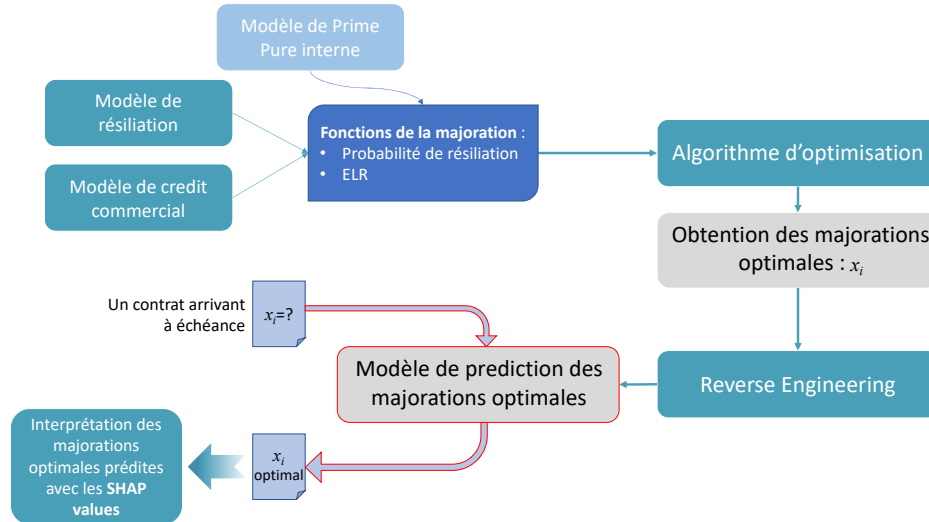 Modèle de Prime
Pure interne
Modèle de
résiliation
Modèle de credit
commercial
Fonctions de la majoration :
• Probabilité de résiliation
• ELR
Algorithme d'optimisation
Obtention des majorations
optimales : xi
Un contrat arrivant
à échéance
xi=?
Modèle de prediction des
majorations optimales
Reverse Engineering
Interprétation des
majorations
optimales prédites
avec les SHAP
values
xi
optimal